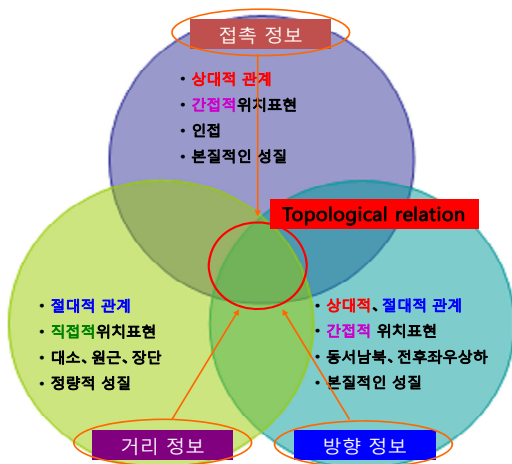 접촉 정보
• 상대적 관계
• 간접적위치표현
• 인접
• 본질적인 성질
Topological relation
• 절대적 관계
• 직접적위치표현
• 대소、원근、장단
• 정량적 성질
• 상대적、절대적 관계
• 간접적 위치표현
• 동서남북、전후좌우상하
• 본질적인 성질
거리 정보
방향 정보